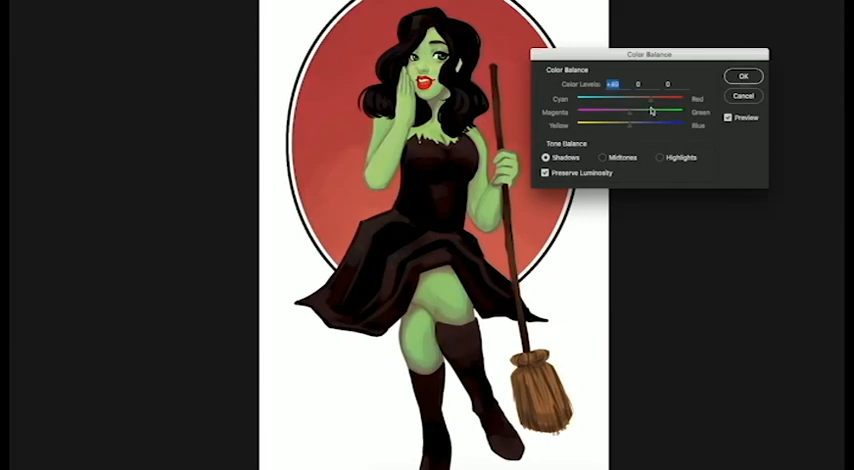 Color Balance
Color Balance
Color Levels: +40 0 0
Cyan Red
Magenta Green
Yellow Blue
Tone Balance
Shadows Midtones Highlights
Preserve Luminosity
OK
Cancel
Preview